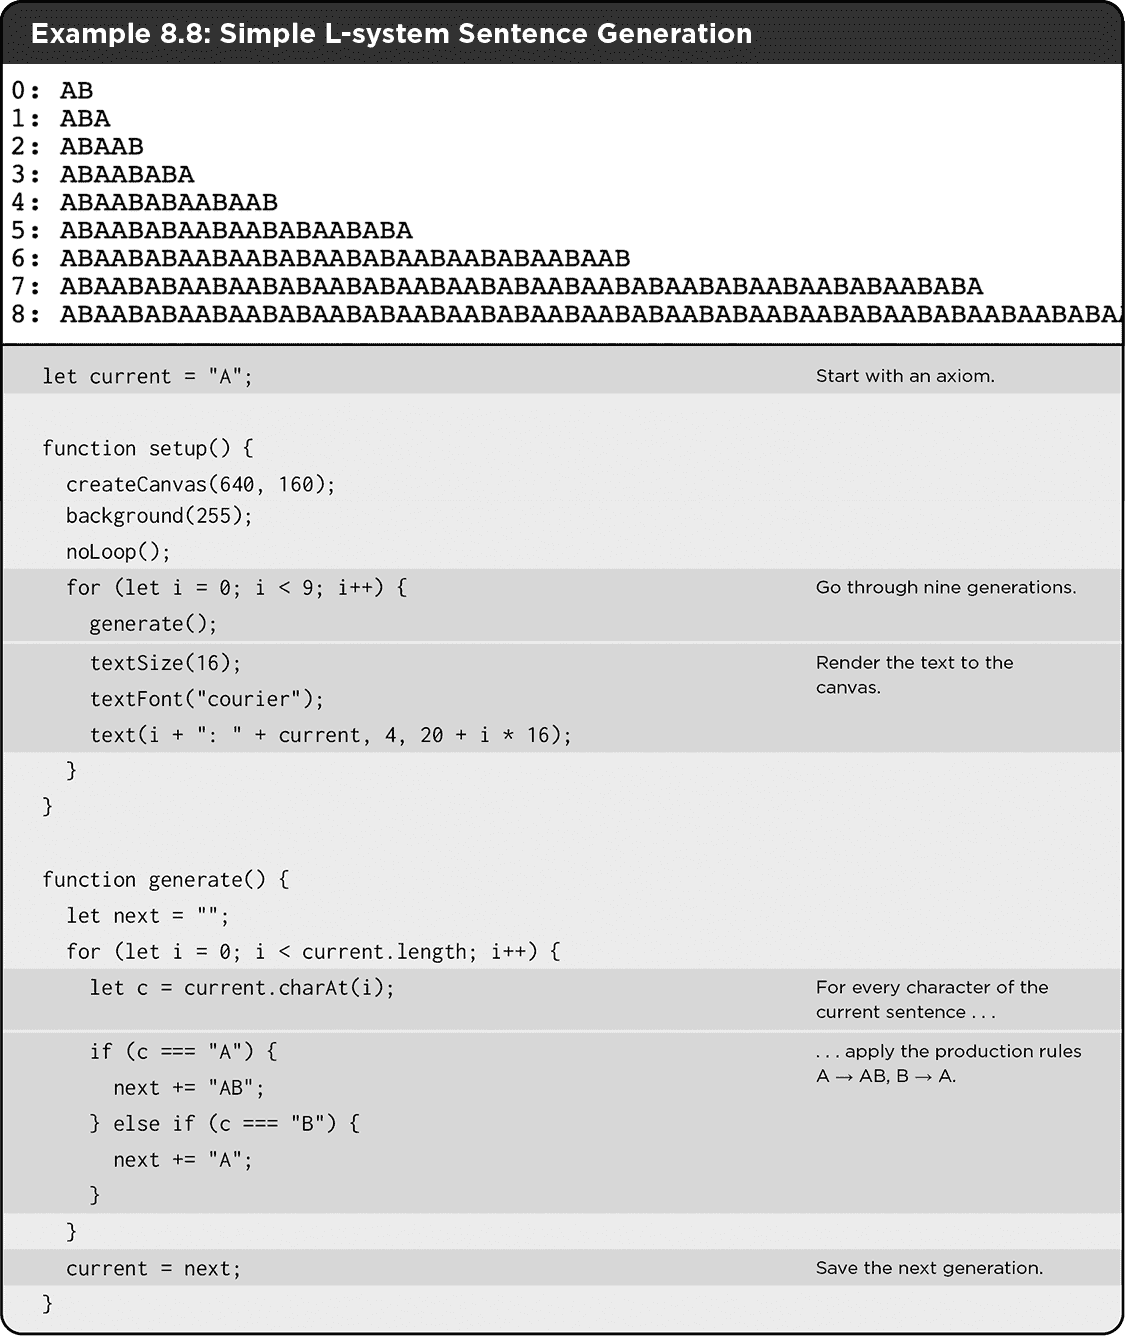 Example 8.8: Simple L-system Sentence Generation
0: AB
1: ABA
2: ABAAB
3: ABAABABA
4: ABAABABAABAAB
5: ABAABABAABAABABAABABA
6: ABAABABAABAABABAABABAABAABABAABAAB
7: ABAABABAABAABABAABABAABAABABAABAABABAABABAABAABABAABABA
8: ABAABABAABAABABAABABAABAABABAABAABABAABABAABAABABAABABAABAABABA
let current = "A"; Start with an axiom.
function setup() {
createCanvas(640, 160);
background(255);
noLoop();
for (let i = 0; i < 9; i++) { Go through nine generations.
generate();
textSize(16); Render the text to the
textFont("courier"); canvas.
text(i + ": " + current, 4, 20 + i * 16);
}
}
function generate() {
let next = "";
for (let i = 0; i < current.length; i++) {
let c = current.charAt(i); For every character of the
current sentence . . .
if (c === "A") { . . . apply the production rules
next += "AB"; A → AB, B → A.
} else if (c === "B") {
next += "A";
}
}
current = next; Save the next generation.
}